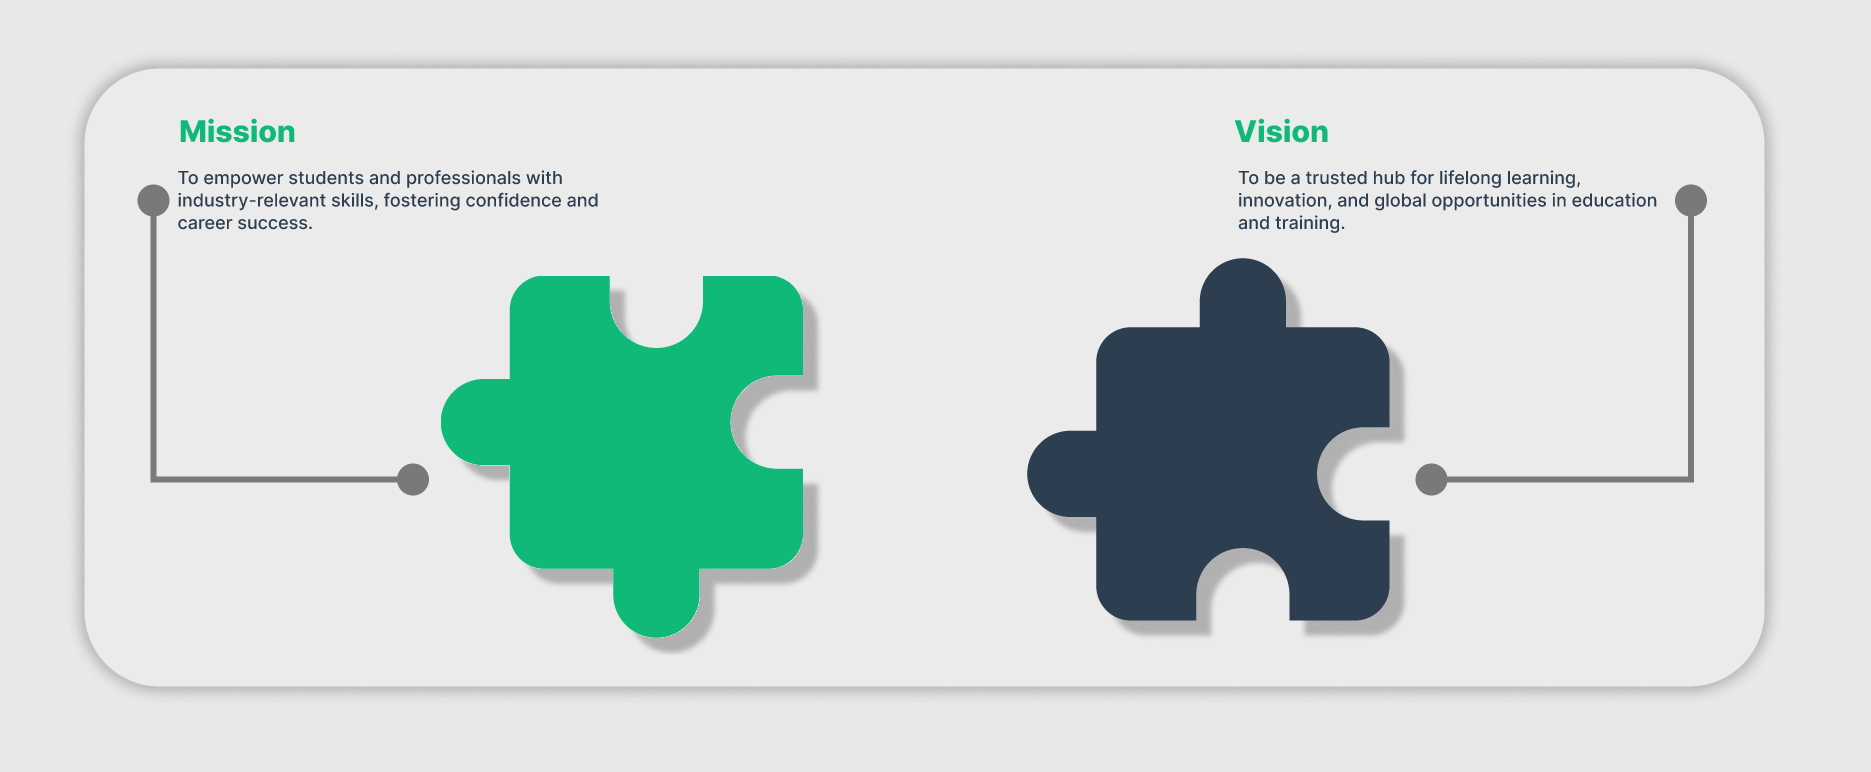 Mission
To empower students and professionals with
industry-relevant skills, fostering confidence and
career success.
Vision
To be a trusted hub for lifelong learning,
innovation, and global opportunities in education
and training.